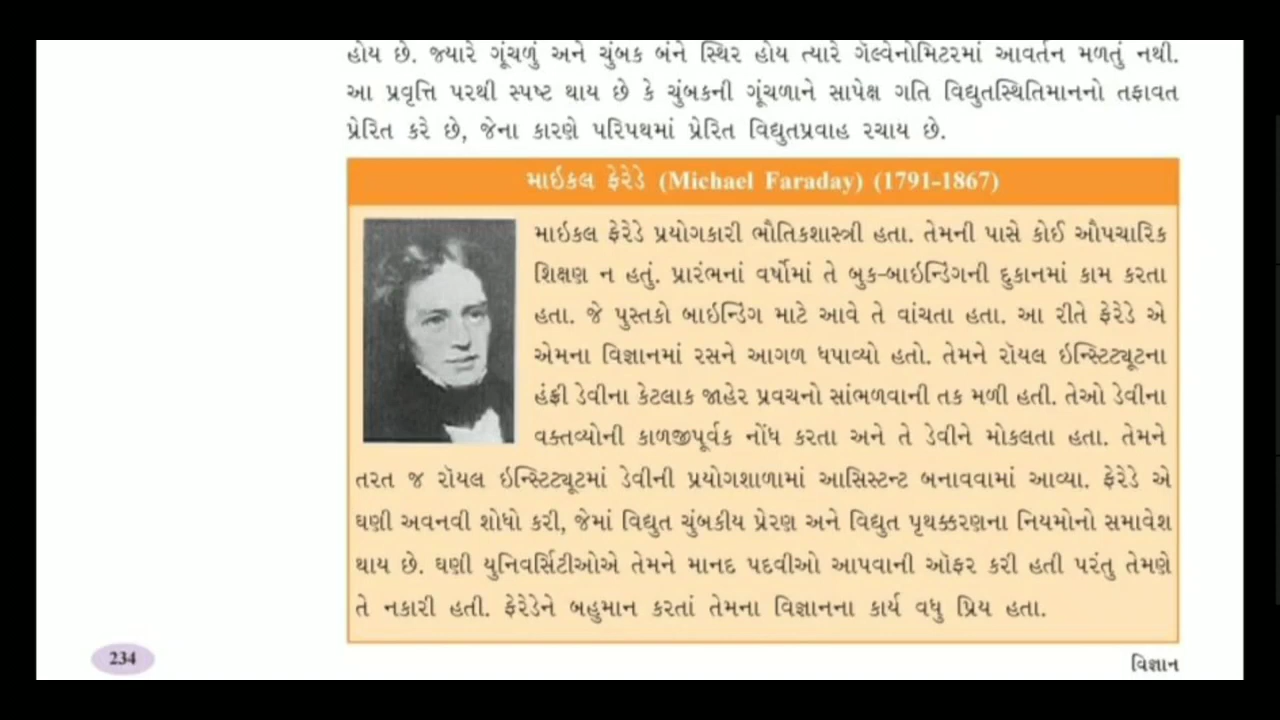 હોય છે. જ્યારે ગૂંચળું અને ચુંબક બંને સ્થિર હોય ત્યારે ગૅલ્વેનોમિટરમાં આવર્તન મળતું નથી.
આ પ્રવૃત્તિ પરથી સ્પષ્ટ થાય છે કે ચુંબકની ગૂંચળાને સાપેક્ષ ગતિ વિદ્યુતસ્થિતિમાનનો તફાવત
પ્રેરિત કરે છે, જેના કારણે પરિપથમાં પ્રેરિત વિદ્યુતપ્રવાહ રચાય છે.
માઇકલ ફેરેડે (Michael Faraday) (1791-1867)
માઇકલ ફેરેડે પ્રયોગકારી ભૌતિકશાસ્ત્રી હતા. તેમની પાસે કોઈ ઔપચારિક
શિક્ષણ ન હતું. પ્રારંભનાં વર્ષોમાં તે બુક-બાઇન્ડિંગની દુકાનમાં કામ કરતા
હતા. જે પુસ્તકો બાઇન્ડિંગ માટે આવે તે વાંચતા હતા. આ રીતે ફેરેડે એ
એમના વિજ્ઞાનમાં રસને આગળ ધપાવ્યો હતો. તેમને રૉયલ ઇન્સ્ટિટ્યૂટના
હંફ્રી ડેવીના કેટલાક જાહેર પ્રવચનો સાંભળવાની તક મળી હતી. તેઓ ડેવીના
વક્તવ્યોની કાળજીપૂર્વક નોંધ કરતા અને તે ડેવીને મોકલતા હતા. તેમને
તરત જ રૉયલ ઇન્સ્ટિટ્યૂટમાં ડેવીની પ્રયોગશાળામાં આસિસ્ટન્ટ બનાવવામાં આવ્યા. ફેરેડે એ
ઘણી અવનવી શોધો કરી, જેમાં વિદ્યુત ચુંબકીય પ્રેરણ અને વિદ્યુત પૃથક્કરણના નિયમોનો સમાવેશ
થાય છે. ઘણી યુનિવર્સિટીઓએ તેમને માનદ પદવીઓ આપવાની ઑફર કરી હતી પરંતુ તેમણે
તે નકારી હતી. ફેરેડેને બહુમાન કરતાં તેમના વિજ્ઞાનના કાર્ય વધુ પ્રિય હતા.
234
વિજ્ઞાન